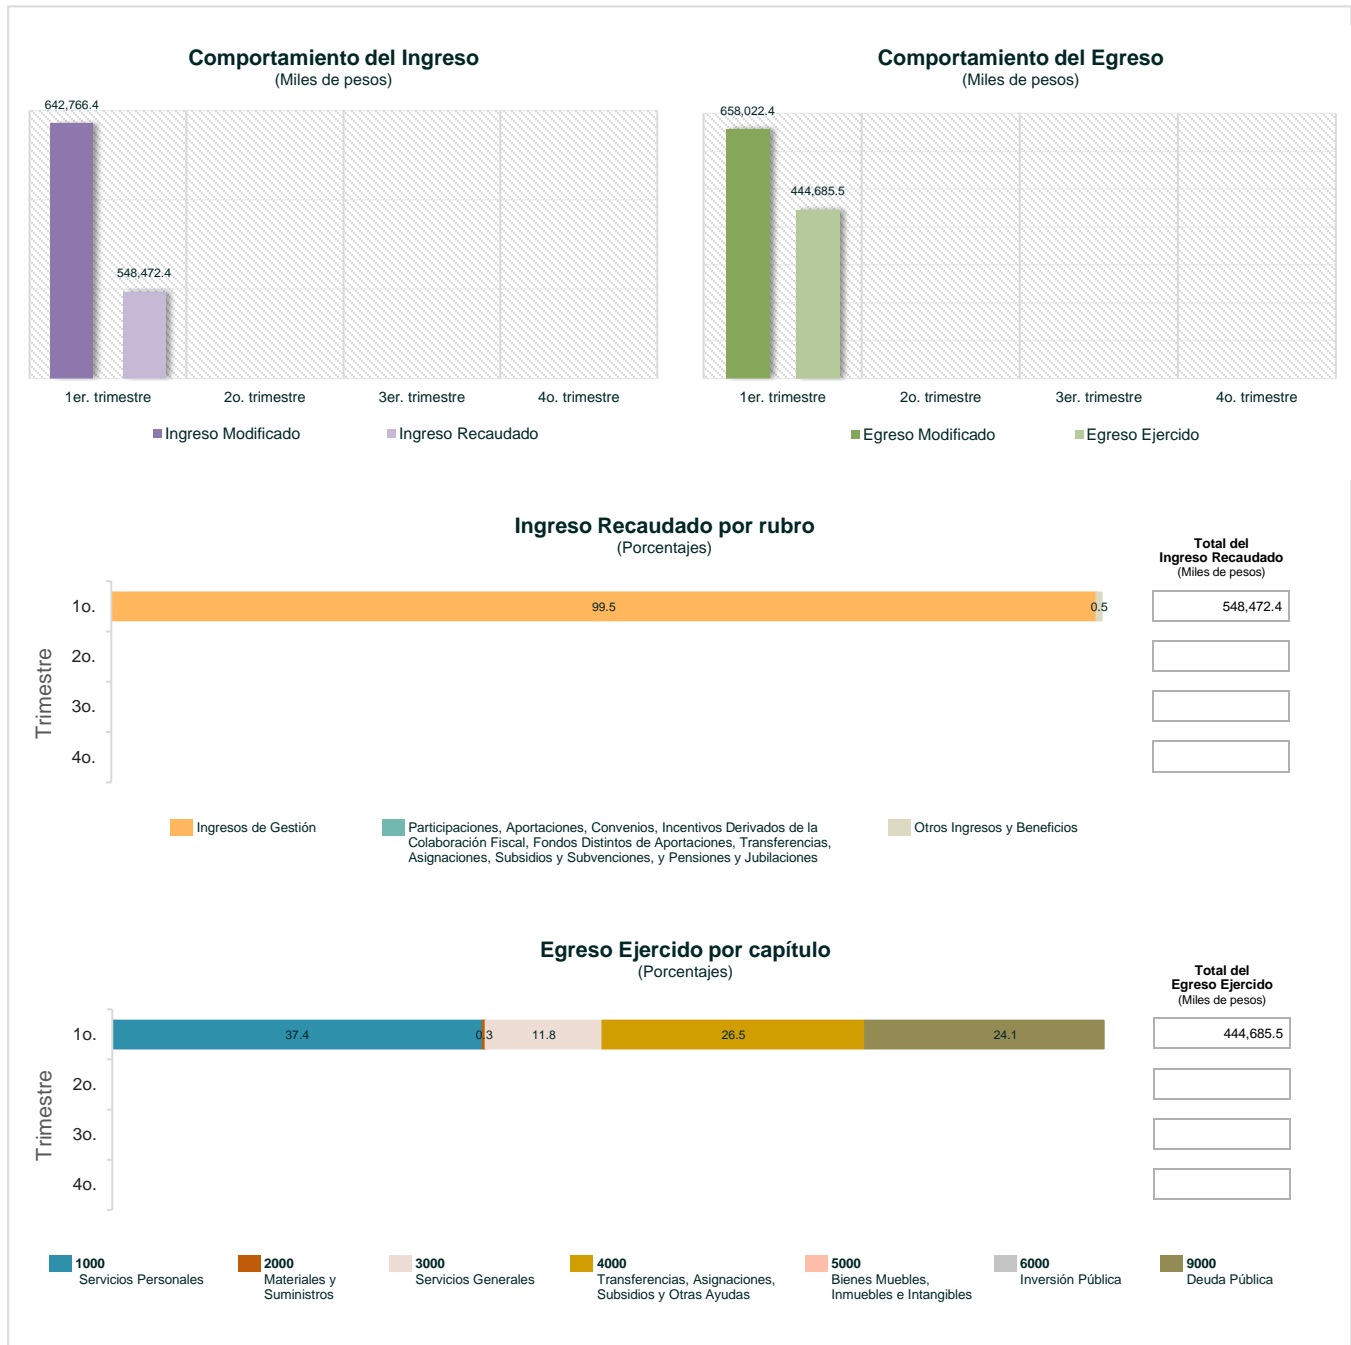 Comportamiento del Ingreso
(Miles de pesos)
642,766.4
548,472.4
1er. trimestre
2o. trimestre
3er. trimestre
4o. trimestre
Ingreso Modificado
Ingreso Recaudado
Comportamiento del Egreso
(Miles de pesos)
658,022.4
444,685.5
1er. trimestre
2o. trimestre
3er. trimestre
4o. trimestre
Egreso Modificado
Egreso Ejercido
Ingreso Recaudado por rubro
(Porcentajes)
Total del
Ingreso Recaudado
(Miles de pesos)
Trimestre
1o.
99.5
0.5
548,472.4
2o.
3o.
4o.
Ingresos de Gestión
Participaciones, Aportaciones, Convenios, Incentivos Derivados de la
Colaboración Fiscal, Fondos Distintos de Aportaciones, Transferencias,
Asignaciones, Subsidios y Subvenciones, y Pensiones y Jubilaciones
Otros Ingresos y Beneficios
Egreso Ejercido por capítulo
(Porcentajes)
Total del
Egreso Ejercido
(Miles de pesos)
Trimestre
1o.
37.4
0.3
11.8
26.5
24.1
444,685.5
2o.
3o.
4o.
1000
Servicios Personales
2000
Materiales y
Suministros
3000
Servicios Generales
4000
Transferencias, Asignaciones,
Subsidios y Otras Ayudas
5000
Bienes Muebles,
Inmuebles e Intangibles
6000
Inversión Pública
9000
Deuda Pública